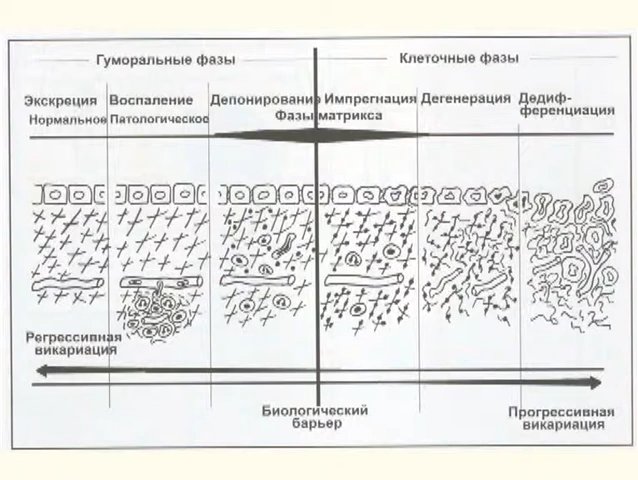 Гуморальные фазы
Клеточные фазы
Экскреция
Воспаление
Депонирование
Импрегнация
Дегенерация
Дедиф-
ференциация
Нормальное
Патологическое
Фазы матрикса
Регрессивная
викариация
Биологический
барьер
Прогрессивная
викариация